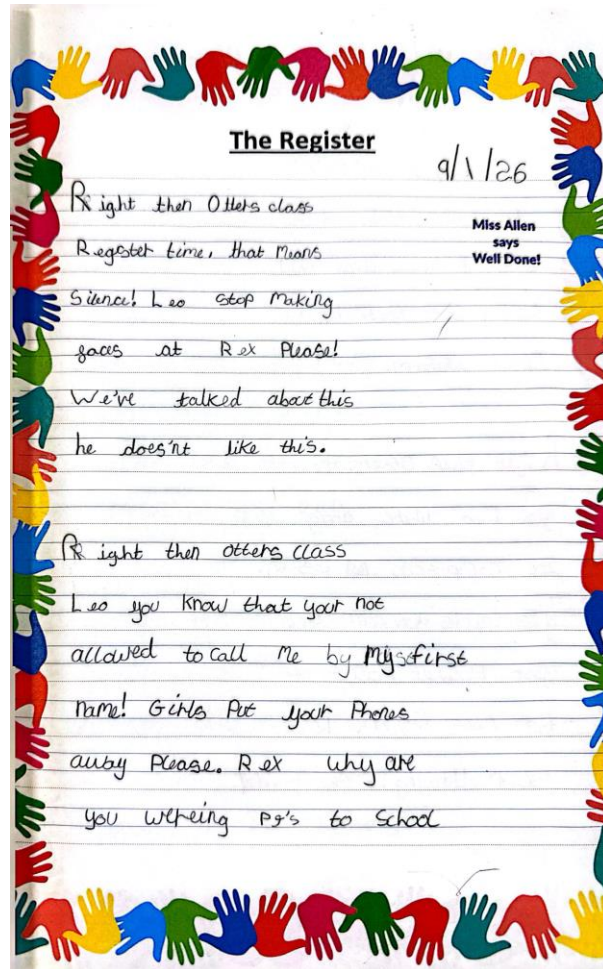 The Register
9/1/26
Right then Otters class
Miss Allen
says
Well Done!
Regster time, that means
Silence! Leo stop making
faces at Rex Please!
We've talked about this
he does'nt like this.
Right then otters class
Leo you know that your not
allowed to call me by my first
name! Girls Put your Phones
away Please. Rex why are
you wereing PJ's to School